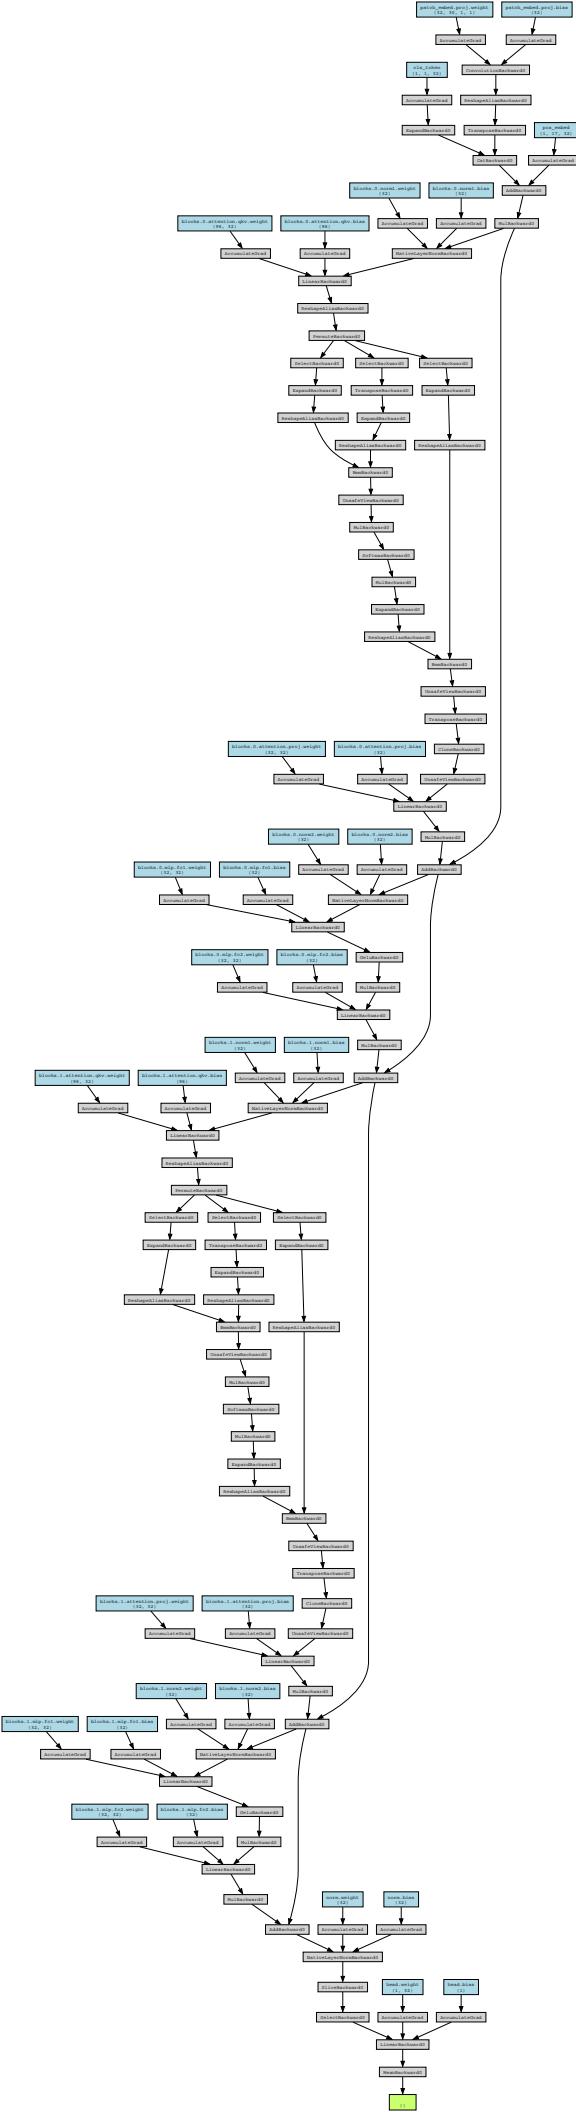 patch_embed.proj.weight
(32, 30, 1, 1)
patch_embed.proj.bias
(32)
AccumulateGrad
AccumulateGrad
cls_token
(1, 1, 32)
ConvolutionBackward0
AccumulateGrad
ReshapeAliasBackward0
ExpandBackward0
TransposeBackward0
pos_embed
(1, 17, 32)
CatBackward0
AccumulateGrad
AddBackward0
blocks.0.norm1.weight
(32)
blocks.0.norm1.bias
(32)
blocks.0.attention.qkv.weight
(96, 32)
blocks.0.attention.qkv.bias
(96)
AccumulateGrad
AccumulateGrad
MulBackward0
AccumulateGrad
AccumulateGrad
NativeLayerNormBackward0
LinearBackward0
ReshapeAliasBackward0
PermuteBackward0
SelectBackward0
SelectBackward0
SelectBackward0
ExpandBackward0
TransposeBackward0
ExpandBackward0
ReshapeAliasBackward0
ExpandBackward0
ReshapeAliasBackward0
ReshapeAliasBackward0
BmmBackward0
UnsafeViewBackward0
MulBackward0
SoftmaxBackward0
MulBackward0
ExpandBackward0
ReshapeAliasBackward0
BmmBackward0
UnsafeViewBackward0
TransposeBackward0
blocks.0.attention.proj.weight
(32, 32)
blocks.0.attention.proj.bias
(32)
CloneBackward0
AccumulateGrad
AccumulateGrad
UnsafeViewBackward0
LinearBackward0
blocks.0.norm2.weight
(32)
blocks.0.norm2.bias
(32)
MulBackward0
blocks.0.mlp.fc1.weight
(32, 32)
blocks.0.mlp.fc1.bias
(32)
AccumulateGrad
AccumulateGrad
AddBackward0
AccumulateGrad
AccumulateGrad
NativeLayerNormBackward0
LinearBackward0
blocks.0.mlp.fc2.weight
(32, 32)
blocks.0.mlp.fc2.bias
(32)
GeluBackward0
AccumulateGrad
AccumulateGrad
MulBackward0
LinearBackward0
blocks.1.norm1.weight
(32)
blocks.1.norm1.bias
(32)
MulBackward0
blocks.1.attention.qkv.weight
(96, 32)
blocks.1.attention.qkv.bias
(96)
AccumulateGrad
AccumulateGrad
AddBackward0
AccumulateGrad
AccumulateGrad
NativeLayerNormBackward0
LinearBackward0
ReshapeAliasBackward0
PermuteBackward0
SelectBackward0
SelectBackward0
SelectBackward0
ExpandBackward0
TransposeBackward0
ExpandBackward0
ExpandBackward0
ReshapeAliasBackward0
ReshapeAliasBackward0
BmmBackward0
ReshapeAliasBackward0
UnsafeViewBackward0
MulBackward0
SoftmaxBackward0
MulBackward0
ExpandBackward0
ReshapeAliasBackward0
BmmBackward0
UnsafeViewBackward0
TransposeBackward0
blocks.1.attention.proj.weight
(32, 32)
blocks.1.attention.proj.bias
(32)
CloneBackward0
AccumulateGrad
AccumulateGrad
UnsafeViewBackward0
LinearBackward0
blocks.1.norm2.weight
(32)
blocks.1.norm2.bias
(32)
MulBackward0
blocks.1.mlp.fc1.weight
(32, 32)
blocks.1.mlp.fc1.bias
(32)
AccumulateGrad
AccumulateGrad
AddBackward0
AccumulateGrad
AccumulateGrad
NativeLayerNormBackward0
LinearBackward0
blocks.1.mlp.fc2.weight
(32, 32)
blocks.1.mlp.fc2.bias
(32)
GeluBackward0
AccumulateGrad
AccumulateGrad
MulBackward0
LinearBackward0
norm.weight
(32)
norm.bias
(32)
MulBackward0
AddBackward0
AccumulateGrad
AccumulateGrad
NativeLayerNormBackward0
SliceBackward0
head.weight
(1, 32)
head.bias
(1)
SelectBackward0
AccumulateGrad
AccumulateGrad
LinearBackward0
MeanBackward0
()